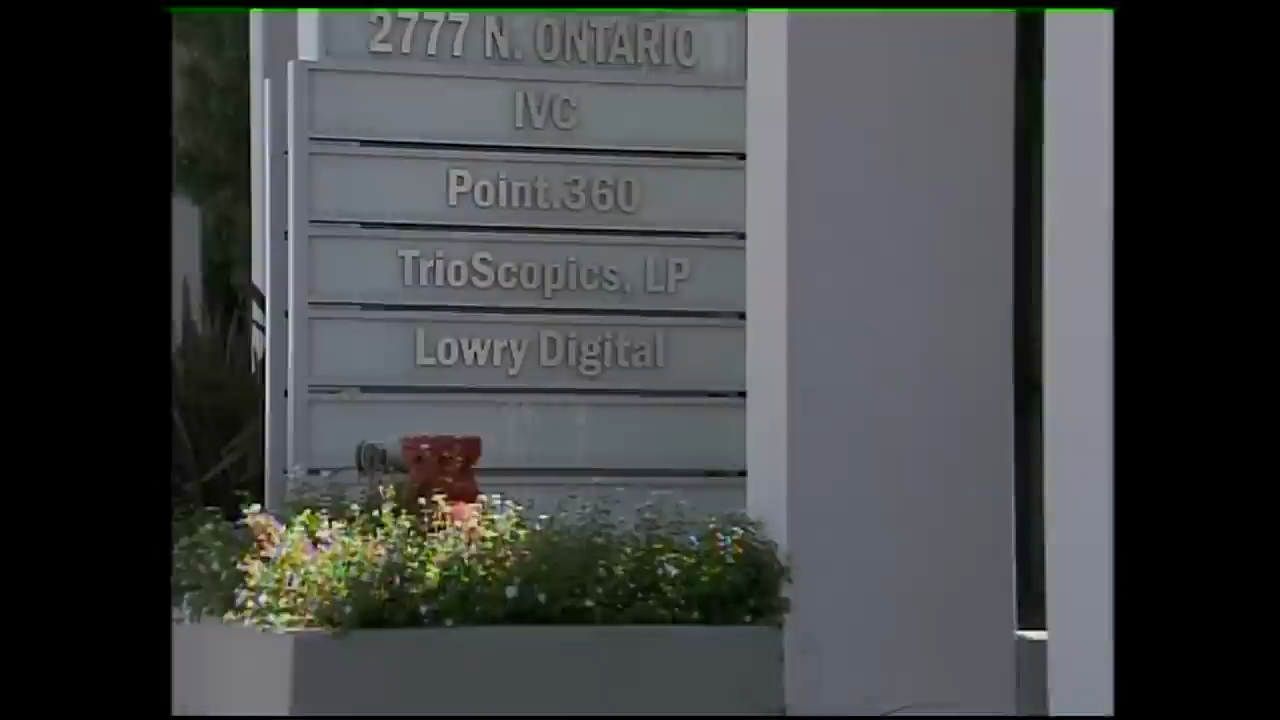 2777 N. ONTARIO
IVC
Point.360
TrioScopics, LP
Lowry Digital